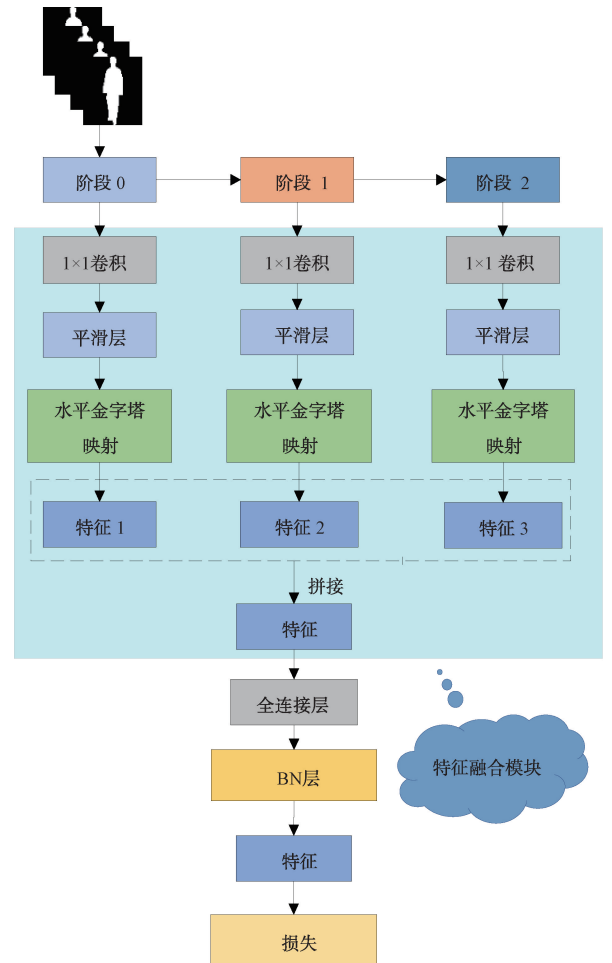 阶段 0
阶段 1
阶段 2
1×1卷积
1×1卷积
1×1 卷积
平滑层
平滑层
平滑层
水平金字塔
映射
水平金字塔
映射
水平金字塔
映射
特征 1
特征 2
特征 3
拼接
特征
全连接层
特征融合模块
BN层
特征
损失